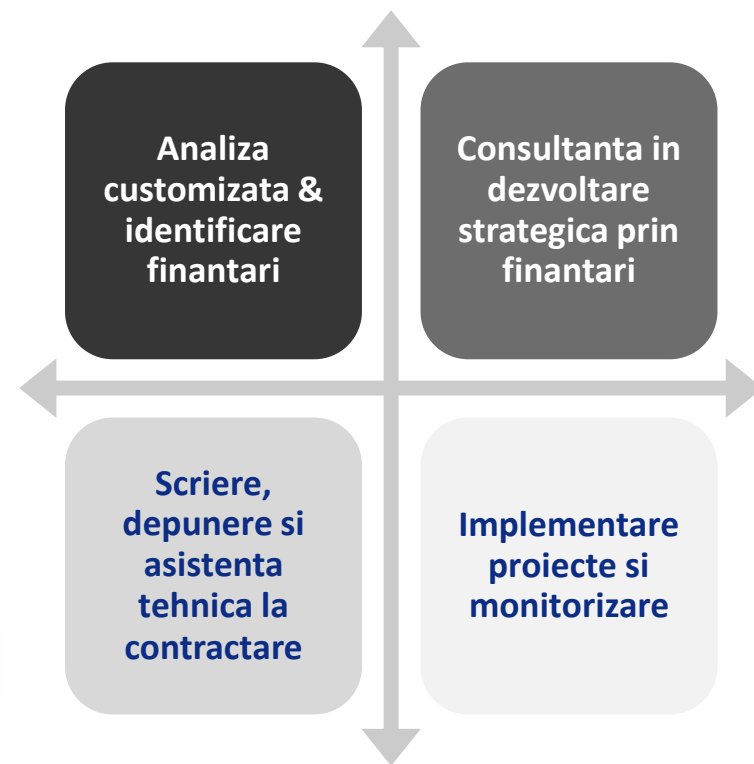 Analiza
customizata &
identificare
finantari
Consultanta in
dezvoltare
strategica prin
finantari
Scriere,
depunere si
asistenta
tehnica la
contractare
Implementare
proiecte si
monitorizare